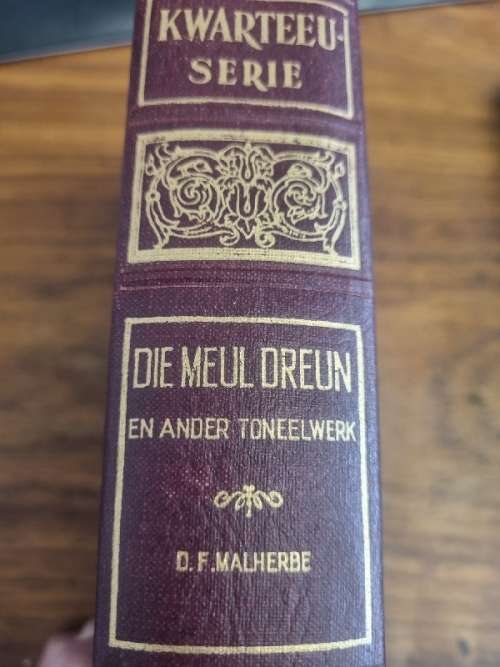 KWARTEEU-
SERIE
DIE MEUL DREUN
EN ANDER TONEELWERK
D. F. MALHERBE